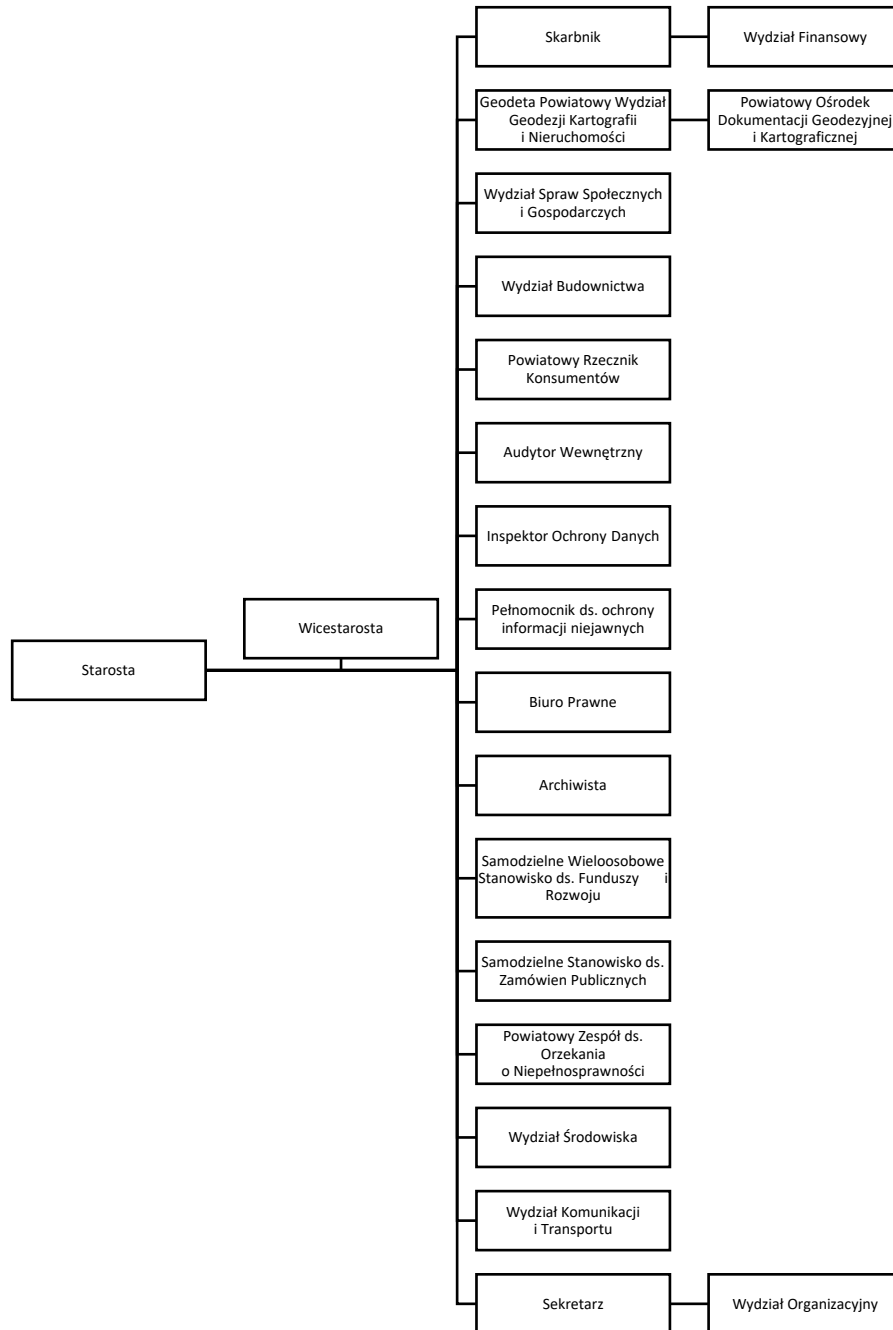 Skarbnik
Wydział Finansowy
Geodeta Powiatowy Wydział
Geodezji Kartografii
i Nieruchomości
Powiatowy Ośrodek
Dokumentacji Geodezyjnej
i Kartograficznej
Wydział Spraw Społecznych
i Gospodarczych
Wydział Budownictwa
Powiatowy Rzecznik
Konsumentów
Audytor Wewnętrzny
Inspektor Ochrony Danych
Pełnomocnik ds. ochrony
informacji niejawnych
Wicestarosta
Starosta
Biuro Prawne
Archiwista
Samodzielne Wieloosobowe
Stanowisko ds. Funduszy i
Rozwoju
Samodzielne Stanowisko ds.
Zamówien Publicznych
Powiatowy Zespół ds.
Orzekania
o Niepełnosprawności
Wydział Środowiska
Wydział Komunikacji
i Transportu
Sekretarz
Wydział Organizacyjny